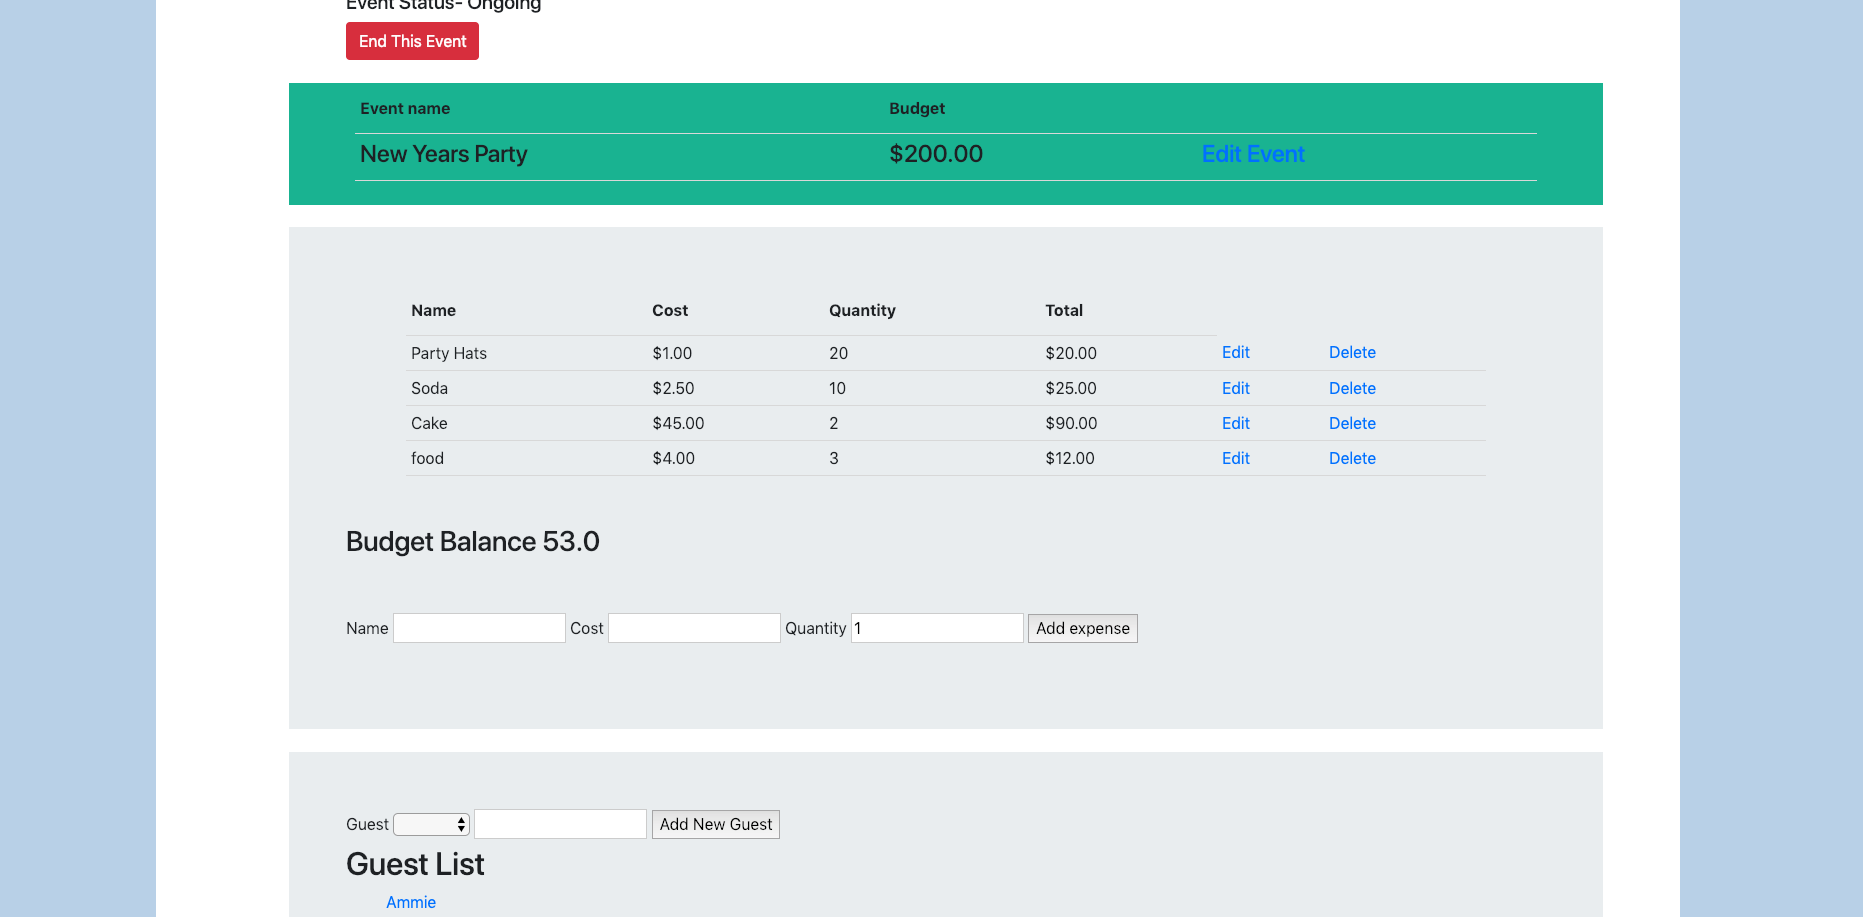 Event Status- Ongoing
End This Event
Event name Budget
New Years Party $200.00 Edit Event
Name Cost Quantity Total
Party Hats $1.00 20 $20.00 Edit Delete
Soda $2.50 10 $25.00 Edit Delete
Cake $45.00 2 $90.00 Edit Delete
food $4.00 3 $12.00 Edit Delete
Budget Balance 53.0
Name Cost Quantity 1 Add expense
Guest Add New Guest
Guest List
Ammie